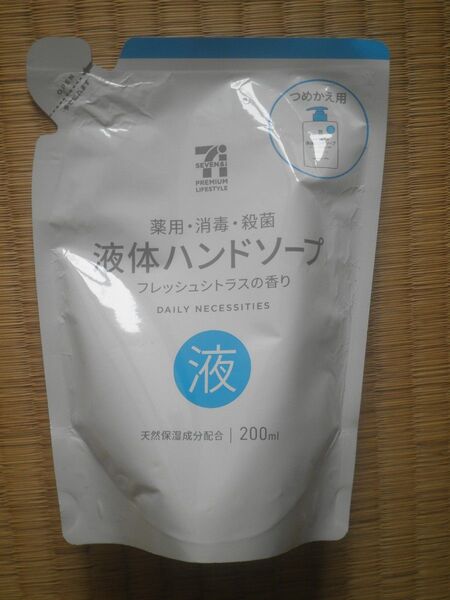 OPEN
つめかえ用
7i
SEVEN&i
PREMIUM
LIFESTYLE
薬用・消毒・殺菌
液体ハンドソープ
フレッシュシトラスの香り
DAILY NECESSITIES
液
天然保湿成分配合 | 200ml